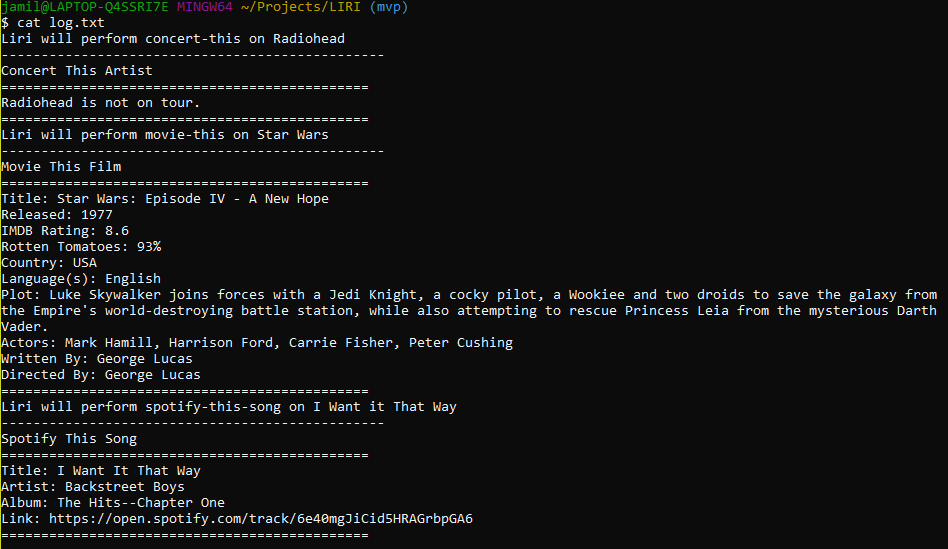 jamil@LAPTOP-Q4SSRI7E MINGW64 ~/Projects/LIRI (mvp)
$ cat log.txt
Liri will perform concert-this on Radiohead
------------------------------------------------
Concert This Artist
==============================================
Radiohead is not on tour.
==============================================
Liri will perform movie-this on Star Wars
------------------------------------------------
Movie This Film
==============================================
Title: Star Wars: Episode IV - A New Hope
Released: 1977
IMDB Rating: 8.6
Rotten Tomatoes: 93%
Country: USA
Language(s): English
Plot: Luke Skywalker joins forces with a Jedi Knight, a cocky pilot, a Wookiee and two droids to save the galaxy from
the Empire's world-destroying battle station, while also attempting to rescue Princess Leia from the mysterious Darth
Vader.
Actors: Mark Hamill, Harrison Ford, Carrie Fisher, Peter Cushing
Written By: George Lucas
Directed By: George Lucas
==============================================
Liri will perform spotify-this-song on I Want it That Way
------------------------------------------------
Spotify This Song
==============================================
Title: I Want It That Way
Artist: Backstreet Boys
Album: The Hits--Chapter One
Link: https://open.spotify.com/track/6e40mgJiCid5HRAGrbpGA6
==============================================